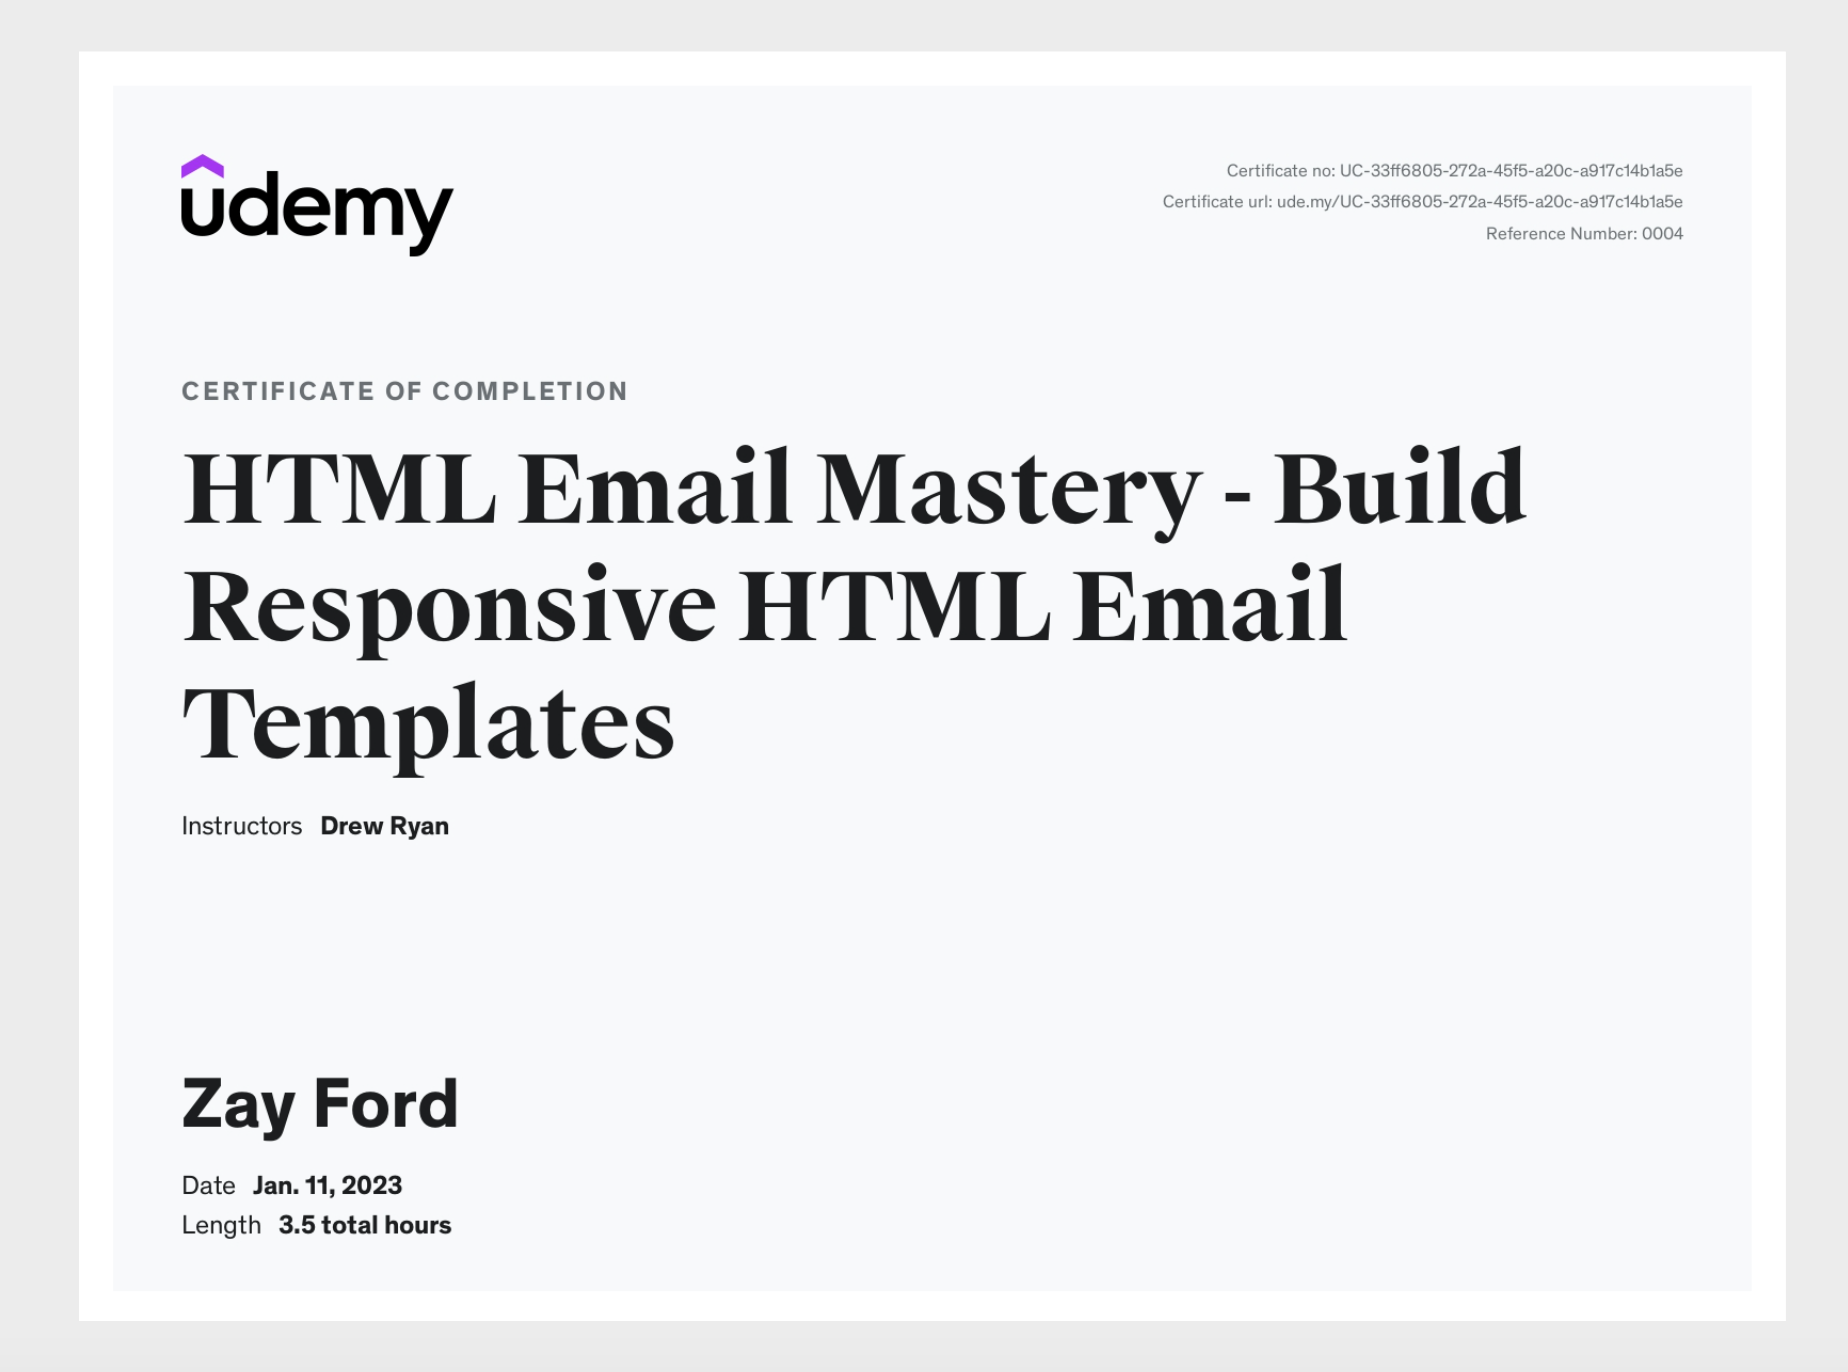 udemy
Certificate no: UC-33ff6805-272a-45f5-a20c-a917c14b1a5e
Certificate url: ude.my/UC-33ff6805-272a-45f5-a20c-a917c14b1a5e
Reference Number: 0004
CERTIFICATE OF COMPLETION
HTML Email Mastery - Build
Responsive HTML Email
Templates
Instructors Drew Ryan
Zay Ford
Date Jan. 11, 2023
Length 3.5 total hours